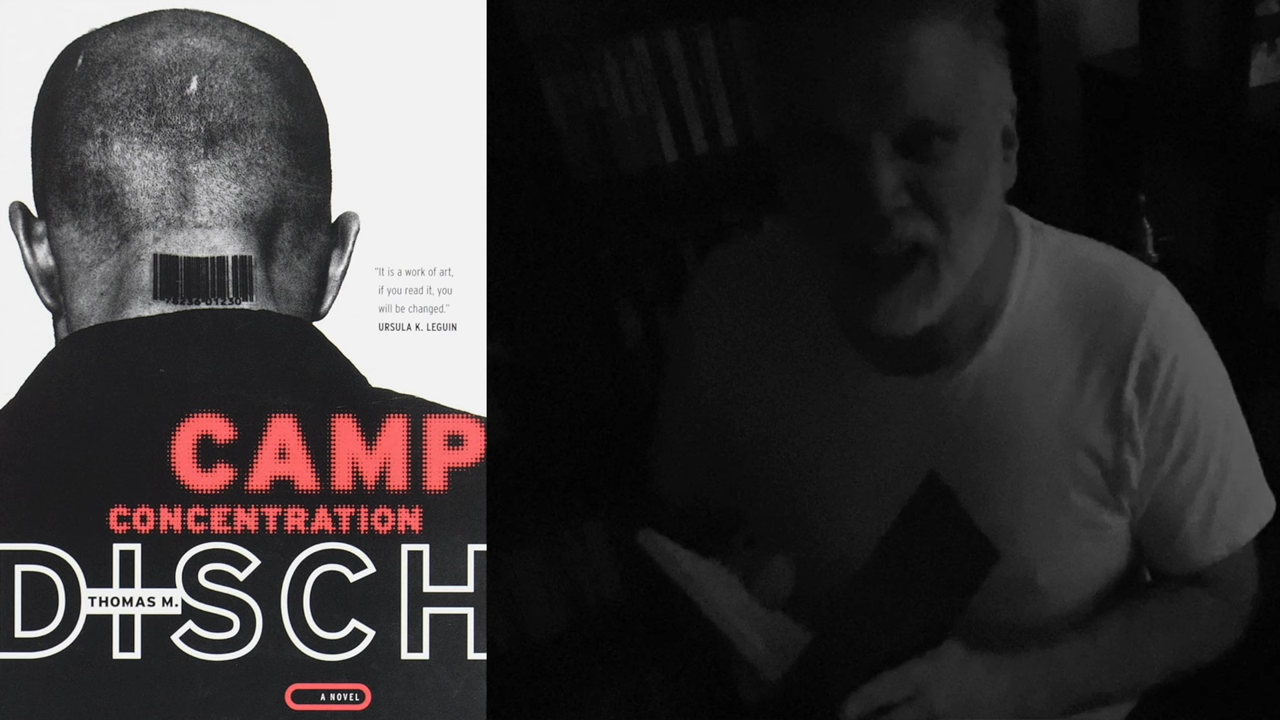 "It is a work of art,
if you read it, you
will be changed."
URSULA K. LEGUIN
CAMP
CONCENTRATION
THOMAS M.
DISCH
A NOVEL